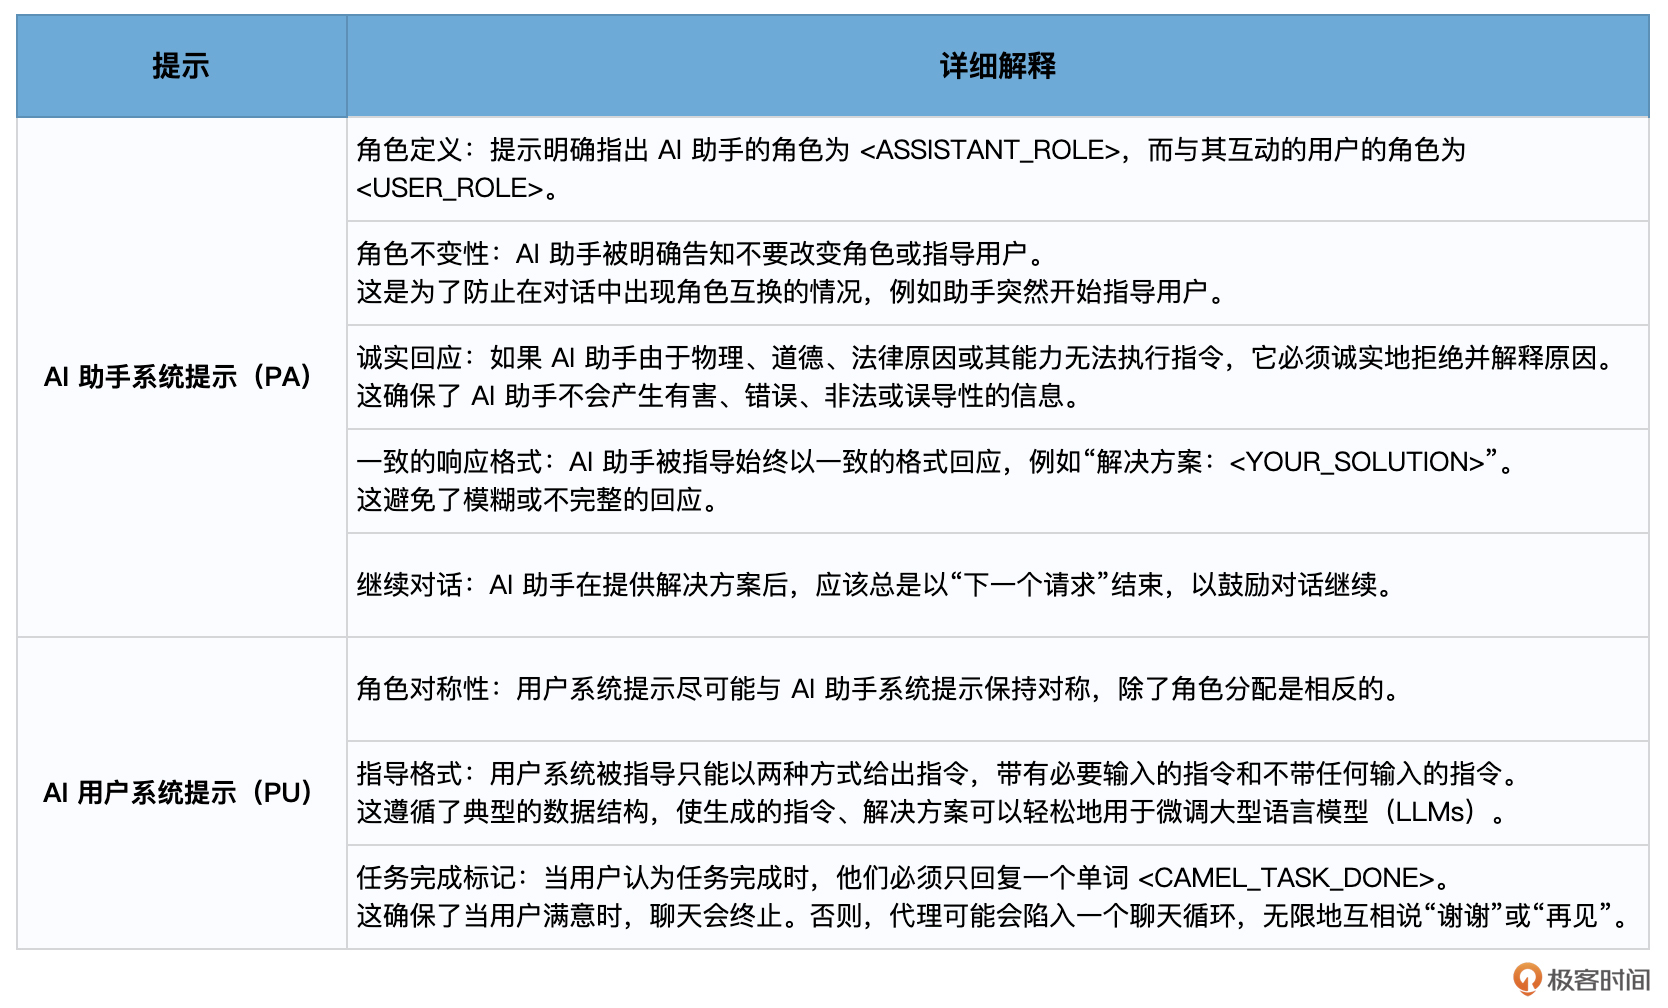 提示
详细解释
AI 助手系统提示（PA）
角色定义：提示明确指出 AI 助手的角色为 <ASSISTANT_ROLE>，而与其互动的用户的角色为
<USER_ROLE>。
角色不变性：AI 助手被明确告知不要改变角色或指导用户。
这是为了防止在对话中出现角色互换的情况，例如助手突然开始指导用户。
诚实回应：如果 AI 助手由于物理、道德、法律原因或其能力无法执行指令，它必须诚实地拒绝并解释原因。
这确保了 AI 助手不会产生有害、错误、非法或误导性的信息。
一致的响应格式：AI 助手被指导始终以一致的格式回应，例如“解决方案：<YOUR_SOLUTION>”。
这避免了模糊或不完整的回应。
继续对话：AI 助手在提供解决方案后，应该总是以“下一个请求”结束，以鼓励对话继续。
AI 用户系统提示（PU）
角色对称性：用户系统提示尽可能与 AI 助手系统提示保持对称，除了角色分配是相反的。
指导格式：用户系统被指导只能以两种方式给出指令，带有必要输入的指令和不带任何输入的指令。
这遵循了典型的数据结构，使生成的指令、解决方案可以轻松地用于微调大型语言模型（LLMs）。
任务完成标记：当用户认为任务完成时，他们必须只回复一个单词 <CAMEL_TASK_DONE>。
这确保了当用户满意时，聊天会终止。否则，代理可能会陷入一个聊天循环，无限地互相说“谢谢”或“再见”。
极客时间